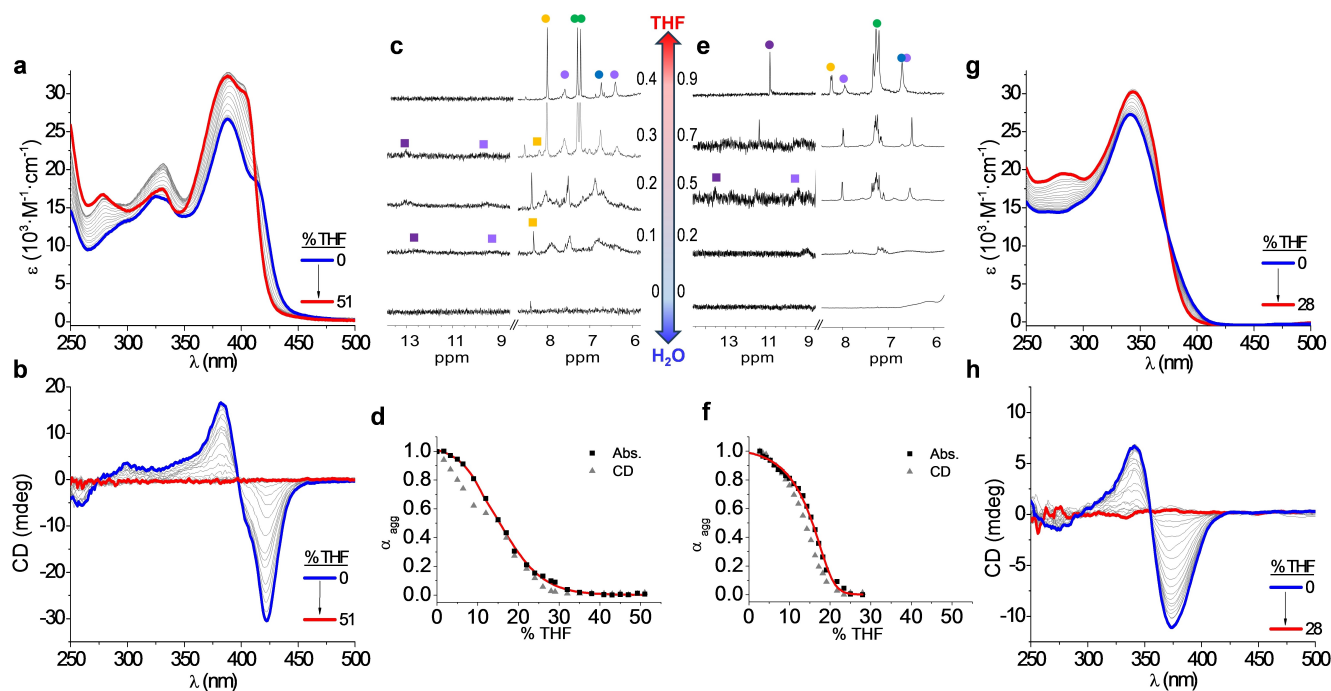 a
ε (10³·M⁻¹·cm⁻¹)
30
25
20
15
10
5
0
% THF
0
51
250 300 350 400 450 500
λ (nm)
b
CD (mdeg)
20
10
0
-10
-20
-30
% THF
0
51
250 300 350 400 450 500
λ (nm)
c
13 11 9 8 7 6
ppm ppm
THF
0.4 0.9
0.3 0.7
0.2 0.5
0.1 0.2
0 0
H₂O
d
α agg
1.0
0.8
0.6
0.4
0.2
0.0
Abs.
CD
0 10 20 30 40 50
% THF
e
13 11 9 8 7 6
ppm ppm
f
α agg
1.0
0.8
0.6
0.4
0.2
0.0
Abs.
CD
0 10 20 30 40 50
% THF
g
ε (10³·M⁻¹·cm⁻¹)
30
25
20
15
10
5
0
% THF
0
28
250 300 350 400 450 500
λ (nm)
h
CD (mdeg)
10
5
0
-5
-10
% THF
0
28
250 300 350 400 450 500
λ (nm)